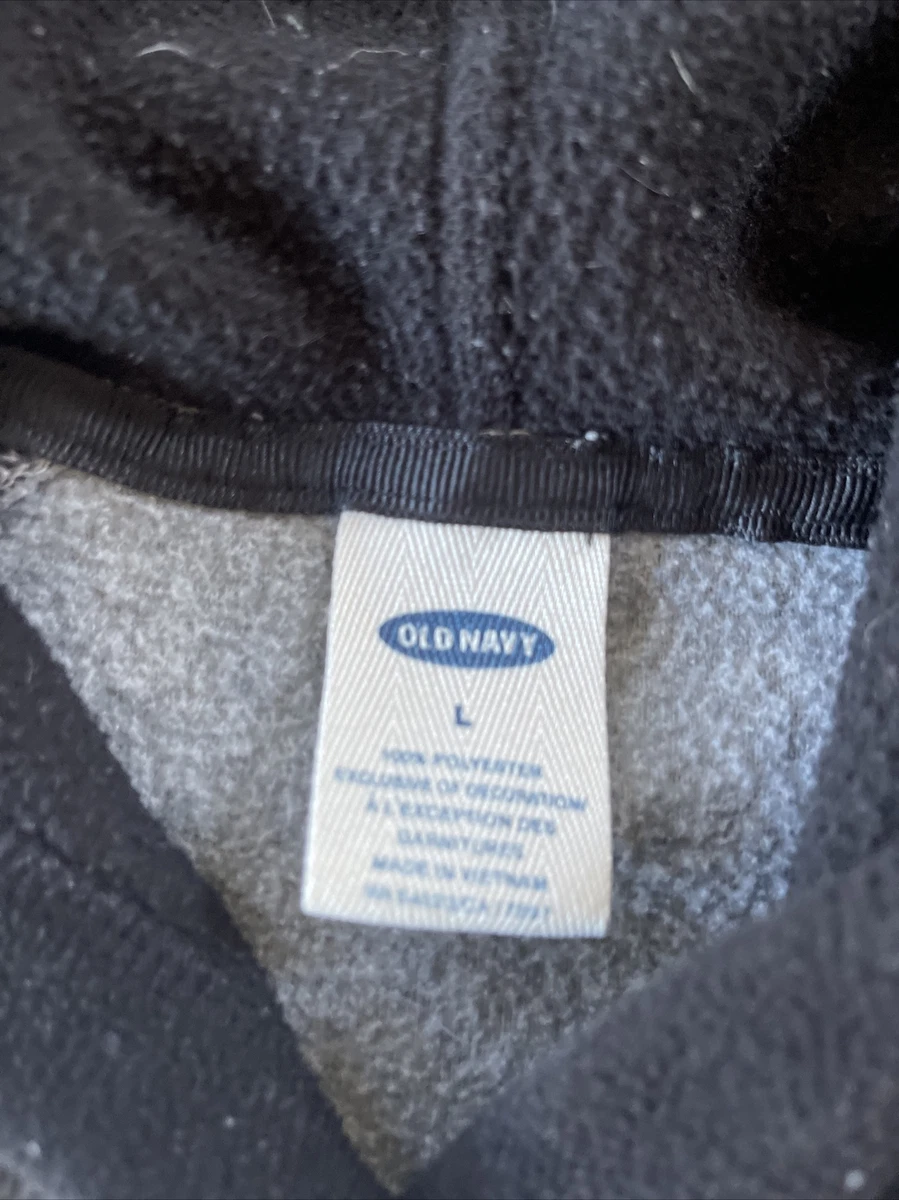 OLD NAVY
L
100% POLYESTER
EXCLUSIVE OF DECORATION
À L'EXCEPTION DES
GARNITURES
MADE IN VIETNAM